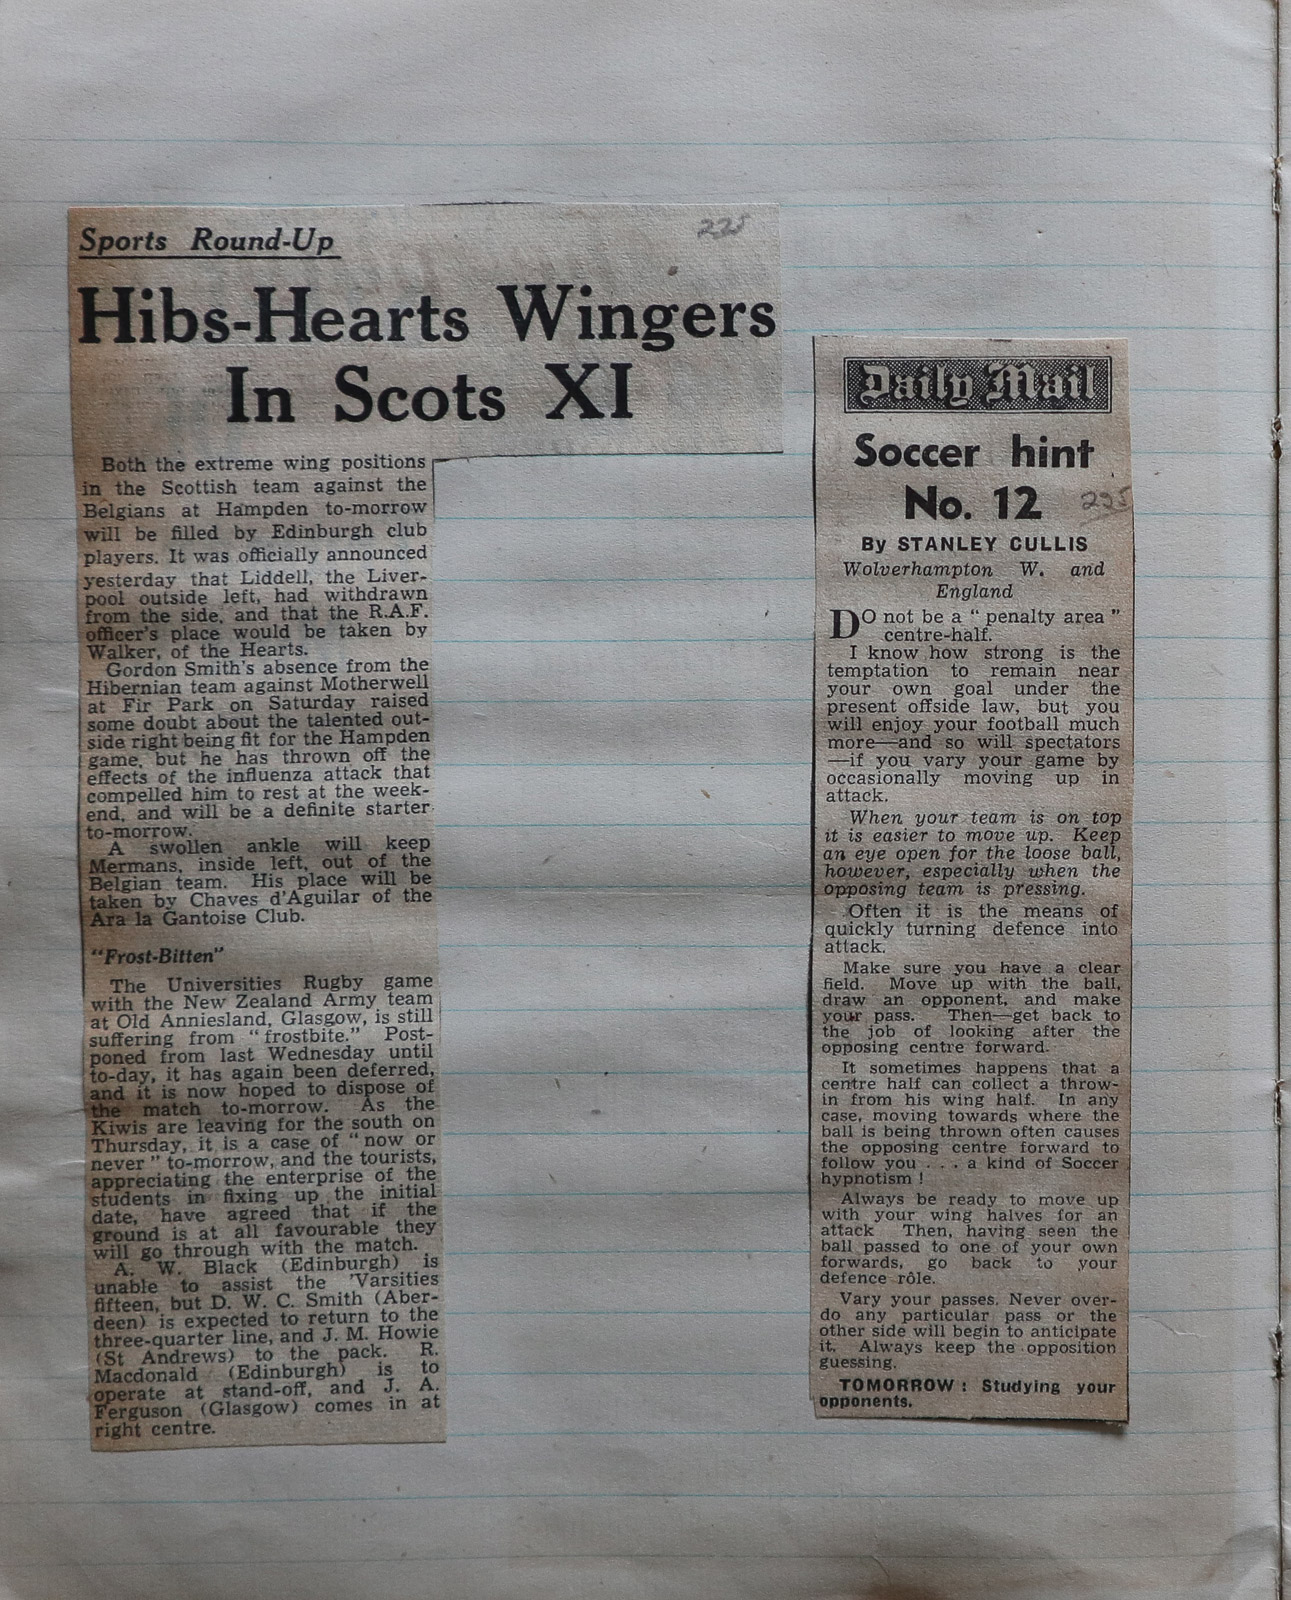 Sports Round-Up
225
Hibs-Hearts Wingers
In Scots XI
Both the extreme wing positions
in the Scottish team against the
Belgians at Hampden to-morrow
will be filled by Edinburgh club
players. It was officially announced
yesterday that Liddell, the Liver-
pool outside left, had withdrawn
from the side, and that the R.A.F.
officer's place would be taken by
Walker, of the Hearts.
Gordon Smith's absence from the
Hibernian team against Motherwell
at Fir Park on Saturday raised
some doubt about the talented out-
side right being fit for the Hampden
game, but he has thrown off the
effects of the influenza attack that
compelled him to rest at the week-
end, and will be a definite starter
to-morrow.
A swollen ankle will keep
Mermans, inside left, out of the
Belgian team. His place will be
taken by Chaves d'Aguilar of the
Ara la Gantoise Club.
"Frost-Bitten"
The Universities Rugby game
with the New Zealand Army team
at Old Anniesland, Glasgow, is still
suffering from "frostbite." Post-
poned from last Wednesday until
to-day, it has again been deferred,
and it is now hoped to dispose of
the match to-morrow. As the
Kiwis are leaving for the south on
Thursday, it is a case of "now or
never" to-morrow, and the tourists,
appreciating the enterprise of the
students in fixing up the initial
date, have agreed that if the
ground is at all favourable they
will go through with the match.
A. W. Black (Edinburgh) is
unable to assist the 'Varsities
fifteen, but D. W. C. Smith (Aber-
deen) is expected to return to the
three-quarter line, and J. M. Howie
(St Andrews) to the pack. R.
Macdonald (Edinburgh) is to
operate at stand-off, and J. A.
Ferguson (Glasgow) comes in at
right centre.
Daily Mail
Soccer hint
No. 12
225
By STANLEY CULLIS
Wolverhampton W. and
England
DO not be a "penalty area"
centre-half.
I know how strong is the
temptation to remain near
your own goal under the
present offside law, but you
will enjoy your football much
more—and so will spectators
—if you vary your game by
occasionally moving up in
attack.
When your team is on top
it is easier to move up. Keep
an eye open for the loose ball,
however, especially when the
opposing team is pressing.
Often it is the means of
quickly turning defence into
attack.
Make sure you have a clear
field. Move up with the ball,
draw an opponent, and make
your pass. Then—get back to
the job of looking after the
opposing centre forward.
It sometimes happens that a
centre half can collect a throw-
in from his wing half. In any
case, moving towards where the
ball is being thrown often causes
the opposing centre forward to
follow you . . . a kind of Soccer
hypnotism!
Always be ready to move up
with your wing halves for an
attack Then, having seen the
ball passed to one of your own
forwards, go back to your
defence rôle.
Vary your passes. Never over-
do any particular pass or the
other side will begin to anticipate
it. Always keep the opposition
guessing.
TOMORROW: Studying your
opponents.